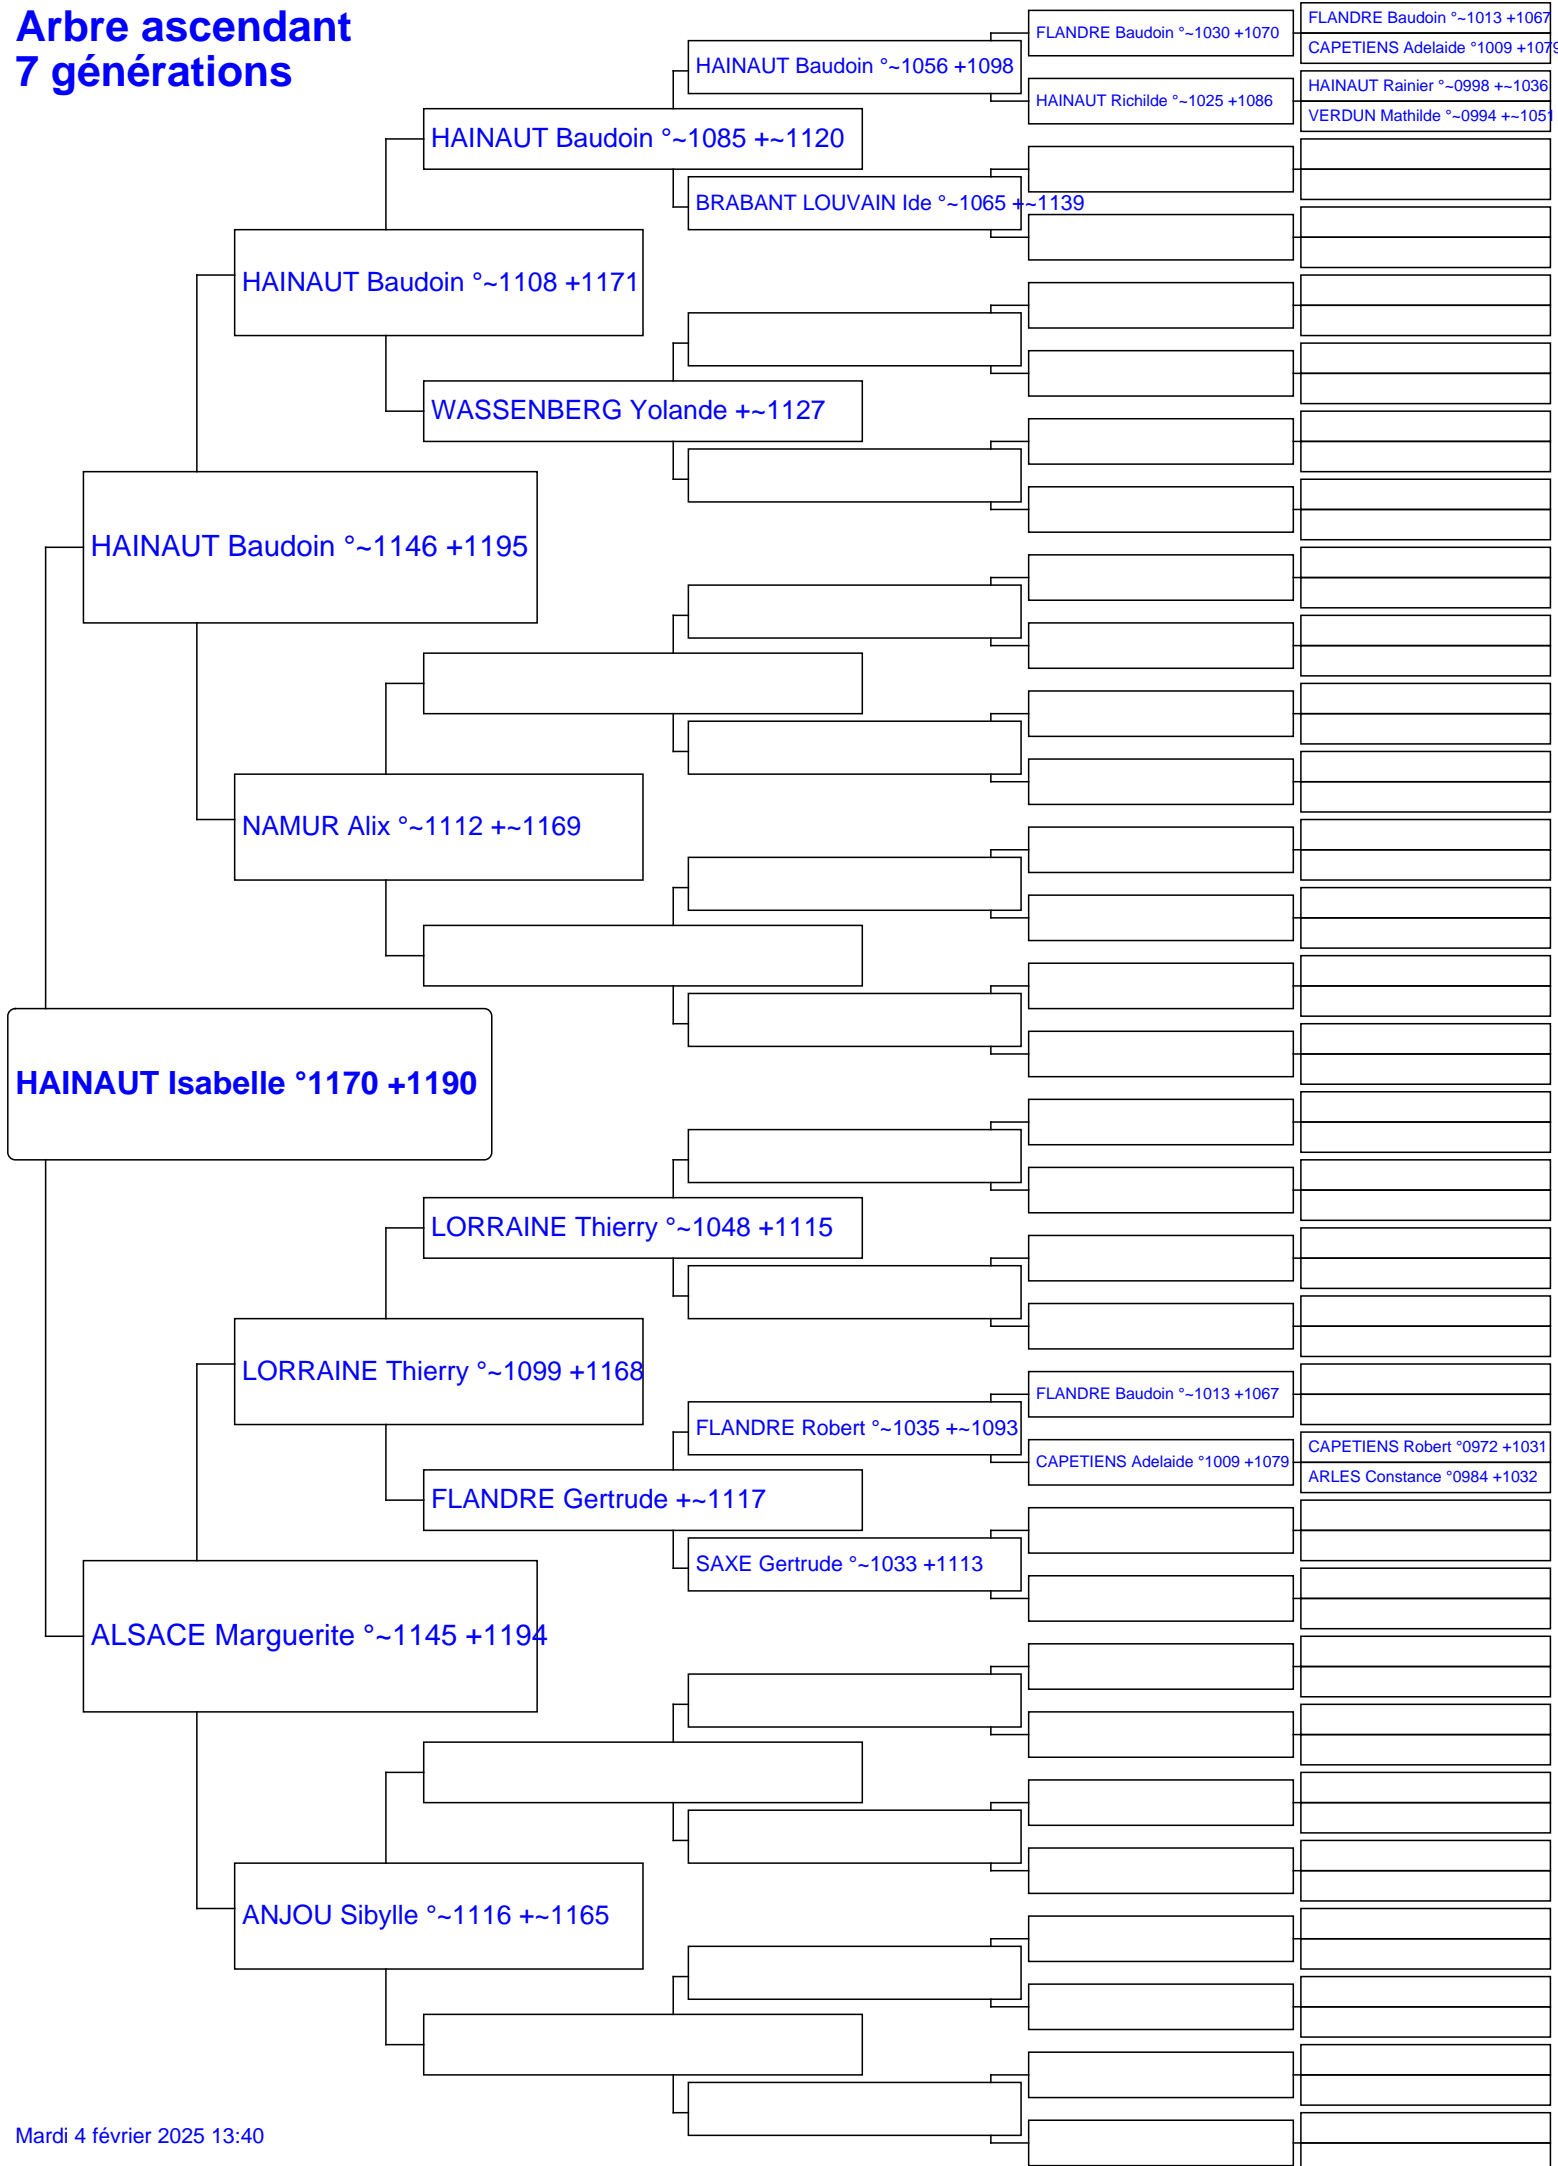 Arbre ascendant
7 générations
FLANDRE Baudoin °~1013 +1067
FLANDRE Baudoin °~1030 +1070
CAPETIENS Adelaide °1009 +1079
HAINAUT Baudoin °~1056 +1098
HAINAUT Rainier °~0998 +~1036
HAINAUT Richilde °~1025 +1086
VERDUN Mathilde °~0994 +~1051
HAINAUT Baudoin °~1085 +~1120
BRABANT LOUVAIN Ide °~1065 +~1139
HAINAUT Baudoin °~1108 +1171
WASSENBERG Yolande +~1127
HAINAUT Baudoin °~1146 +1195
NAMUR Alix °~1112 +~1169
HAINAUT Isabelle °1170 +1190
LORRAINE Thierry °~1048 +1115
LORRAINE Thierry °~1099 +1168
FLANDRE Baudoin °~1013 +1067
FLANDRE Robert °~1035 +~1093
CAPETIENS Robert °0972 +1031
CAPETIENS Adelaide °1009 +1079
ARLES Constance °0984 +1032
FLANDRE Gertrude +~1117
SAXE Gertrude °~1033 +1113
ALSACE Marguerite °~1145 +1194
ANJOU Sibylle °~1116 +~1165
Mardi 4 février 2025 13:40